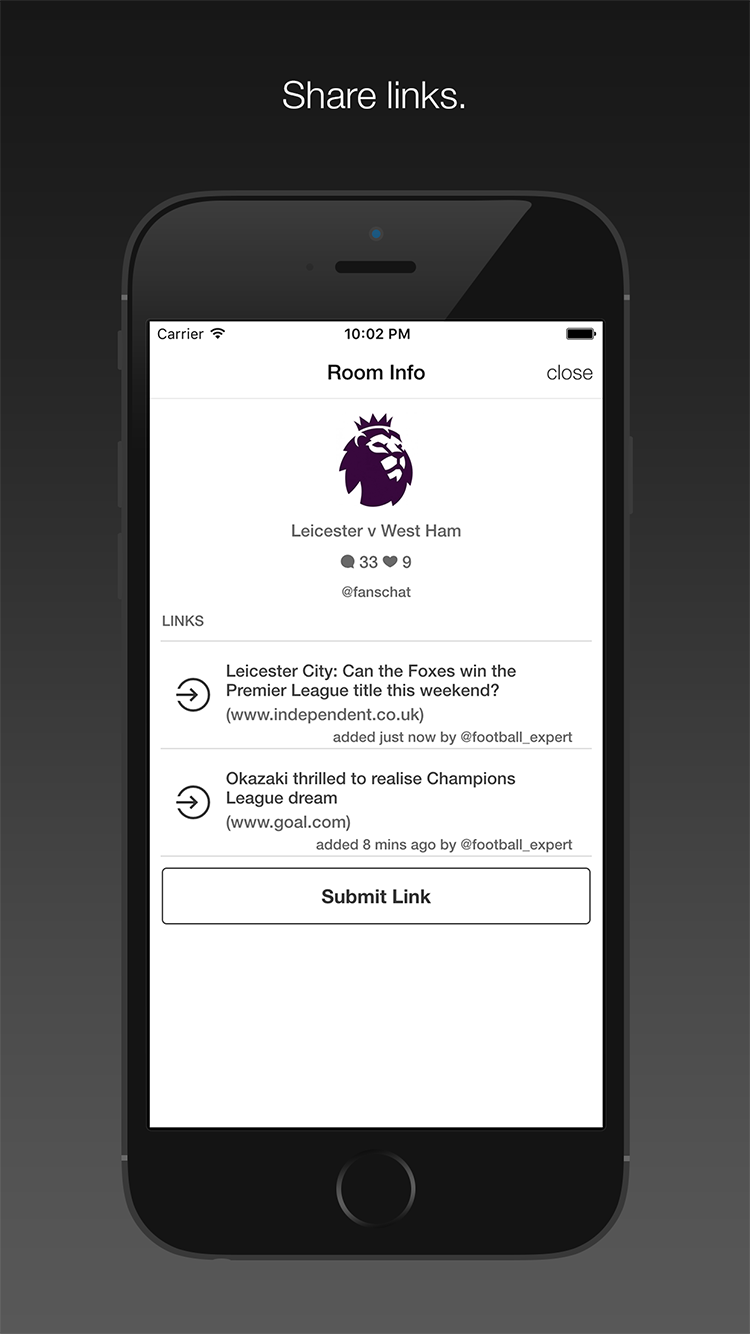 Share links.
Carrier
10:02 PM
Room Info
close
Leicester v West Ham
33 9
@fanschat
LINKS
Leicester City: Can the Foxes win the
Premier League title this weekend?
(www.independent.co.uk)
added just now by @football_expert
Okazaki thrilled to realise Champions
League dream
(www.goal.com)
added 8 mins ago by @football_expert
Submit Link